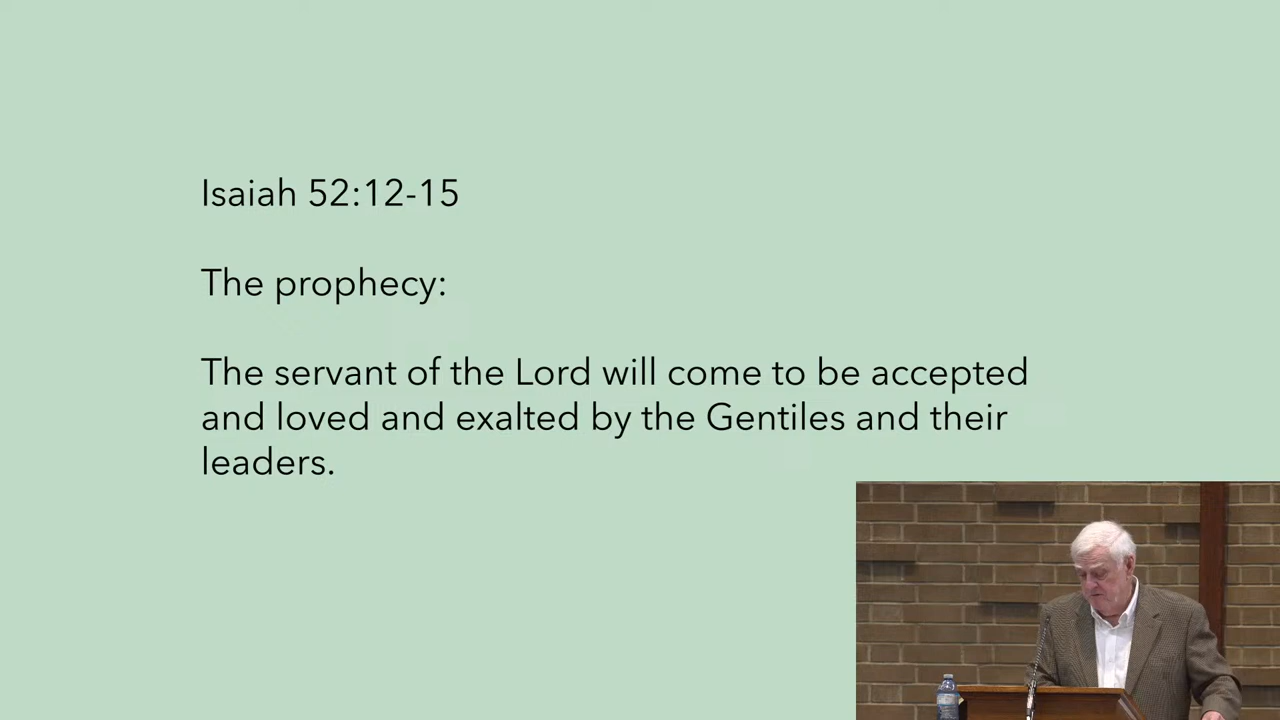 Isaiah 52:12-15
The prophecy:
The servant of the Lord will come to be accepted
and loved and exalted by the Gentiles and their
leaders.